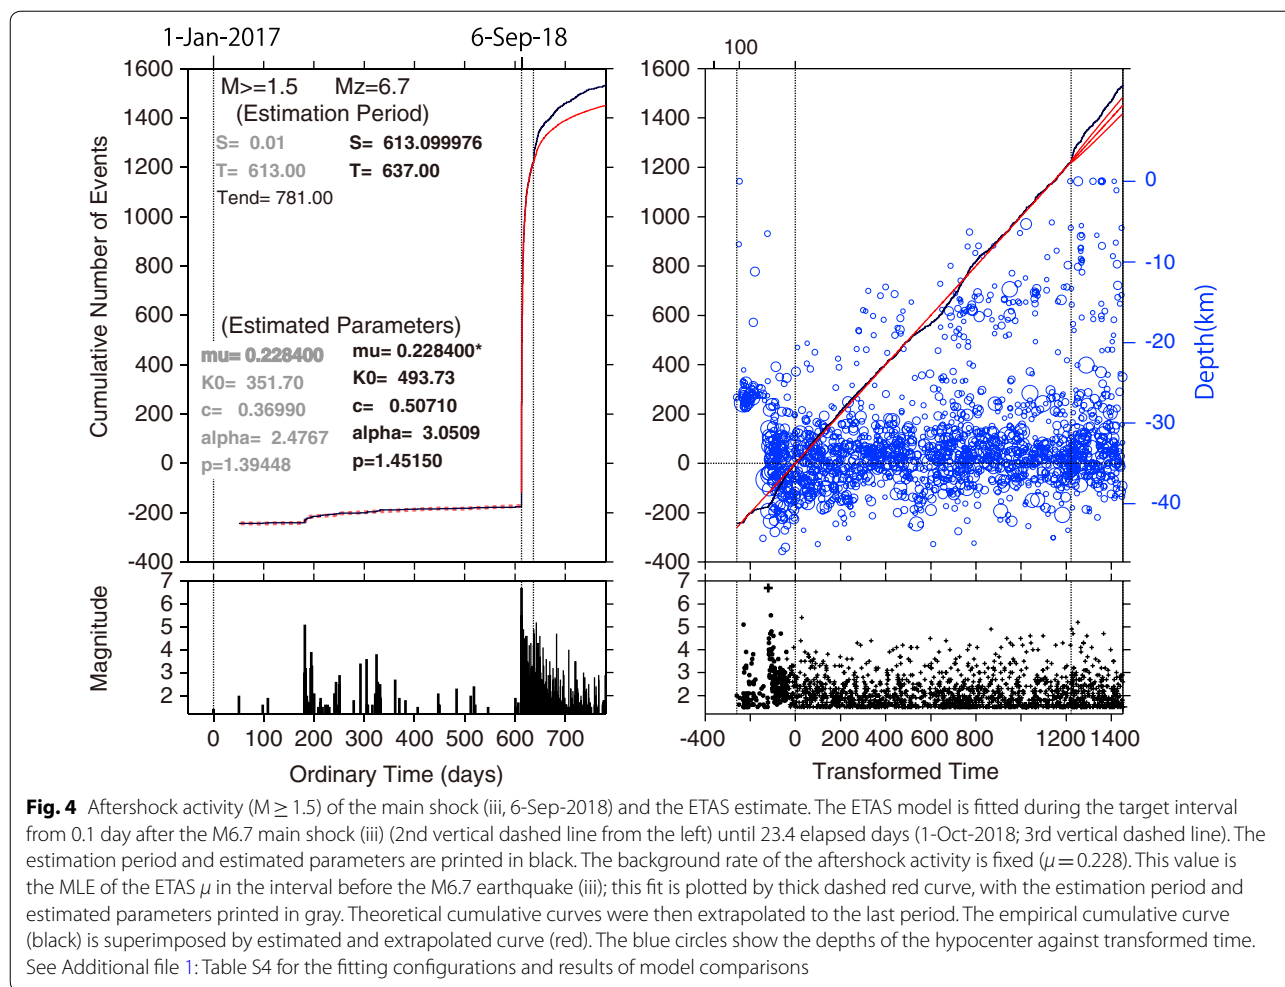 1-Jan-2017 6-Sep-18
1600
1400
1200
1000
800
600
400
200
0
-200
-400
Cumulative Number of Events
M>=1.5 Mz=6.7
(Estimation Period)
S= 0.01 S= 613.099976
T= 613.00 T= 637.00
Tend= 781.00
(Estimated Parameters)
mu= 0.228400 mu= 0.228400*
K0= 351.70 K0= 493.73
c= 0.36990 c= 0.50710
alpha= 2.4767 alpha= 3.0509
p=1.39448 p=1.45150
7
6
5
4
3
2
Magnitude
0 100 200 300 400 500 600 700
Ordinary Time (days)
100
1600
1400
1200
1000
800
600
400
200
0
-200
-400
0
-10
-20
-30
-40
Depth(km)
7
6
5
4
3
2
-400 0 200 400 600 800 1200 1400
Transformed Time
Fig. 4 Aftershock activity (M ≥ 1.5) of the main shock (iii, 6-Sep-2018) and the ETAS estimate. The ETAS model is fitted during the target interval
from 0.1 day after the M6.7 main shock (iii) (2nd vertical dashed line from the left) until 23.4 elapsed days (1-Oct-2018; 3rd vertical dashed line). The
estimation period and estimated parameters are printed in black. The background rate of the aftershock activity is fixed (μ = 0.228). This value is
the MLE of the ETAS μ in the interval before the M6.7 earthquake (iii); this fit is plotted by thick dashed red curve, with the estimation period and
estimated parameters printed in gray. Theoretical cumulative curves were then extrapolated to the last period. The empirical cumulative curve
(black) is superimposed by estimated and extrapolated curve (red). The blue circles show the depths of the hypocenter against transformed time.
See Additional file 1: Table S4 for the fitting configurations and results of model comparisons